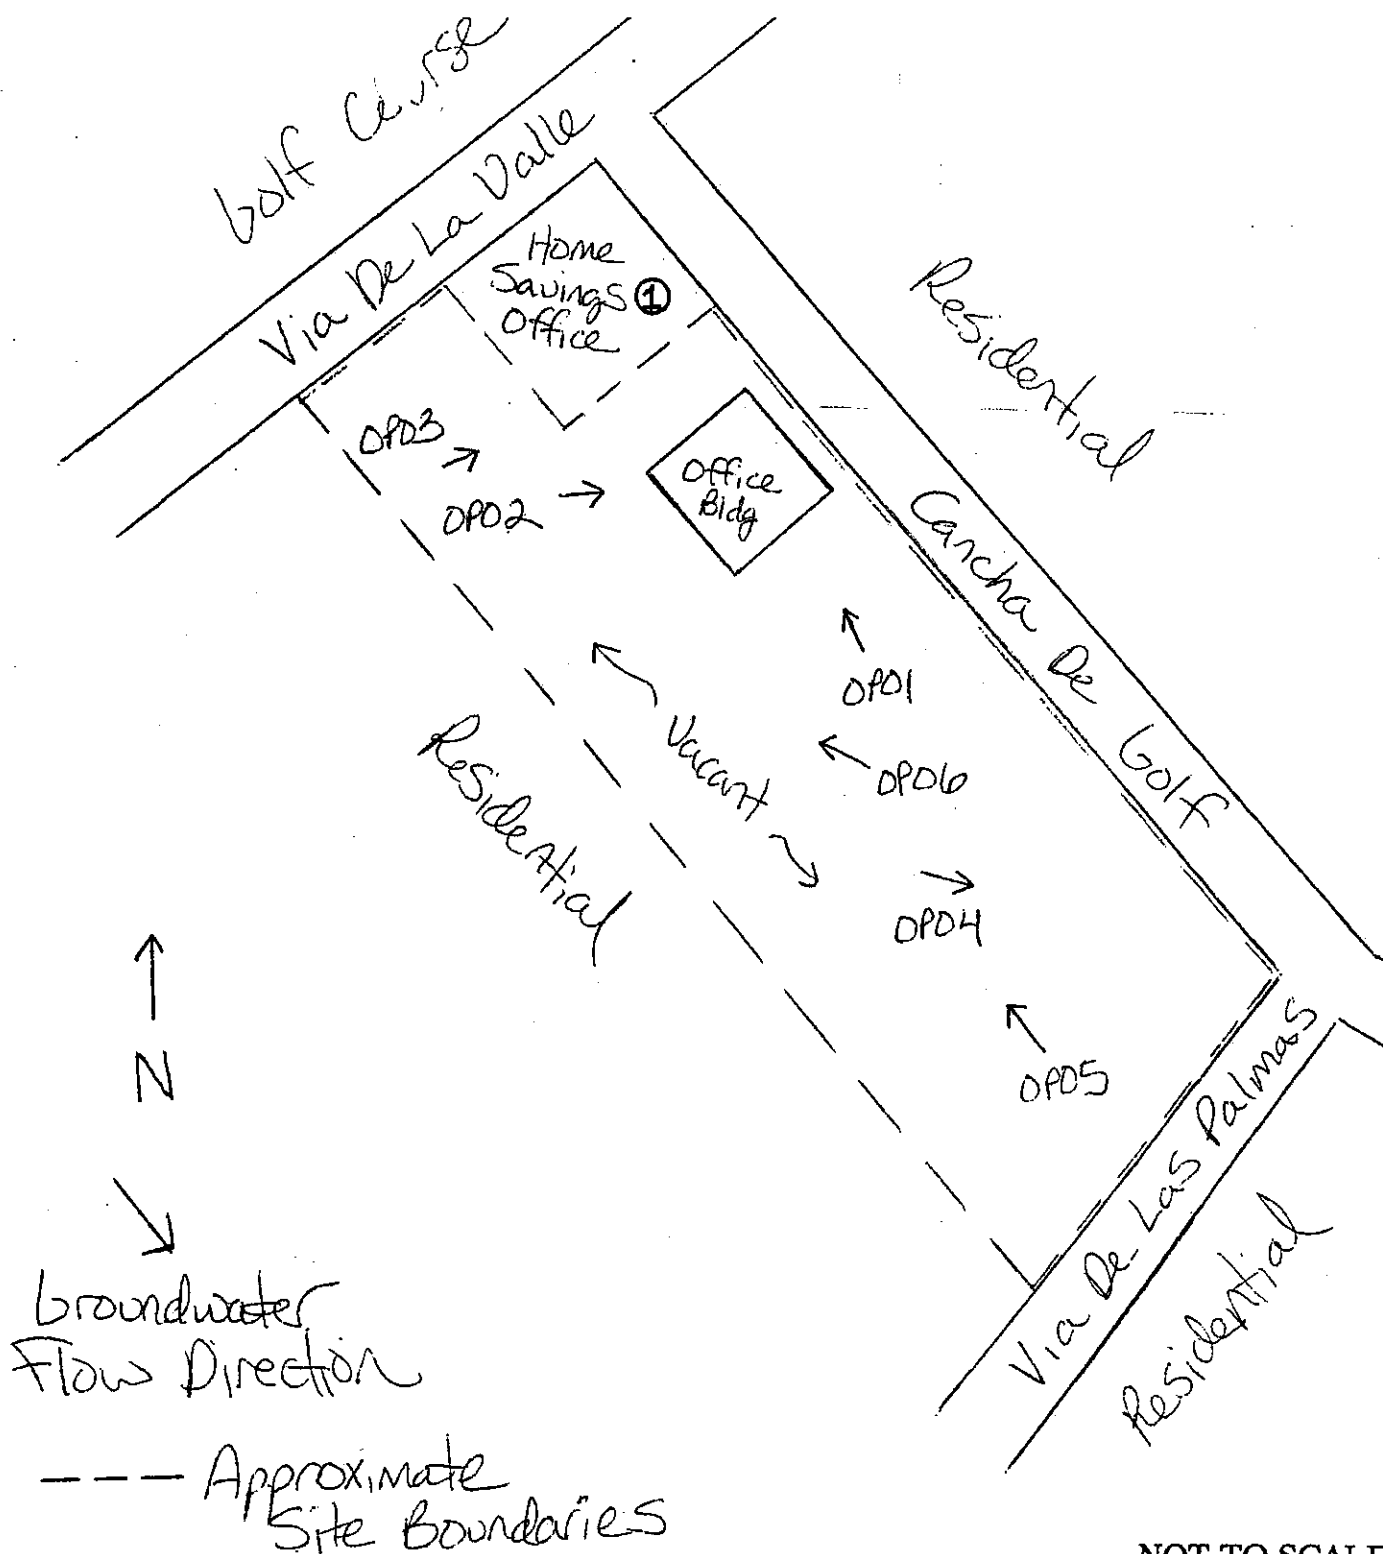 Golf Course
Via De La Valle
Home
Savings ①
Office
Residential
OP03
OP02
Office
Bldg
Cancha De Golf
OP01
Vacant
OP06
Residential
OP04
OP05
N
Via De Las Palmas
Residential
Groundwater
Flow Direction
--- Approximate
Site Boundaries
NOT TO SCALE